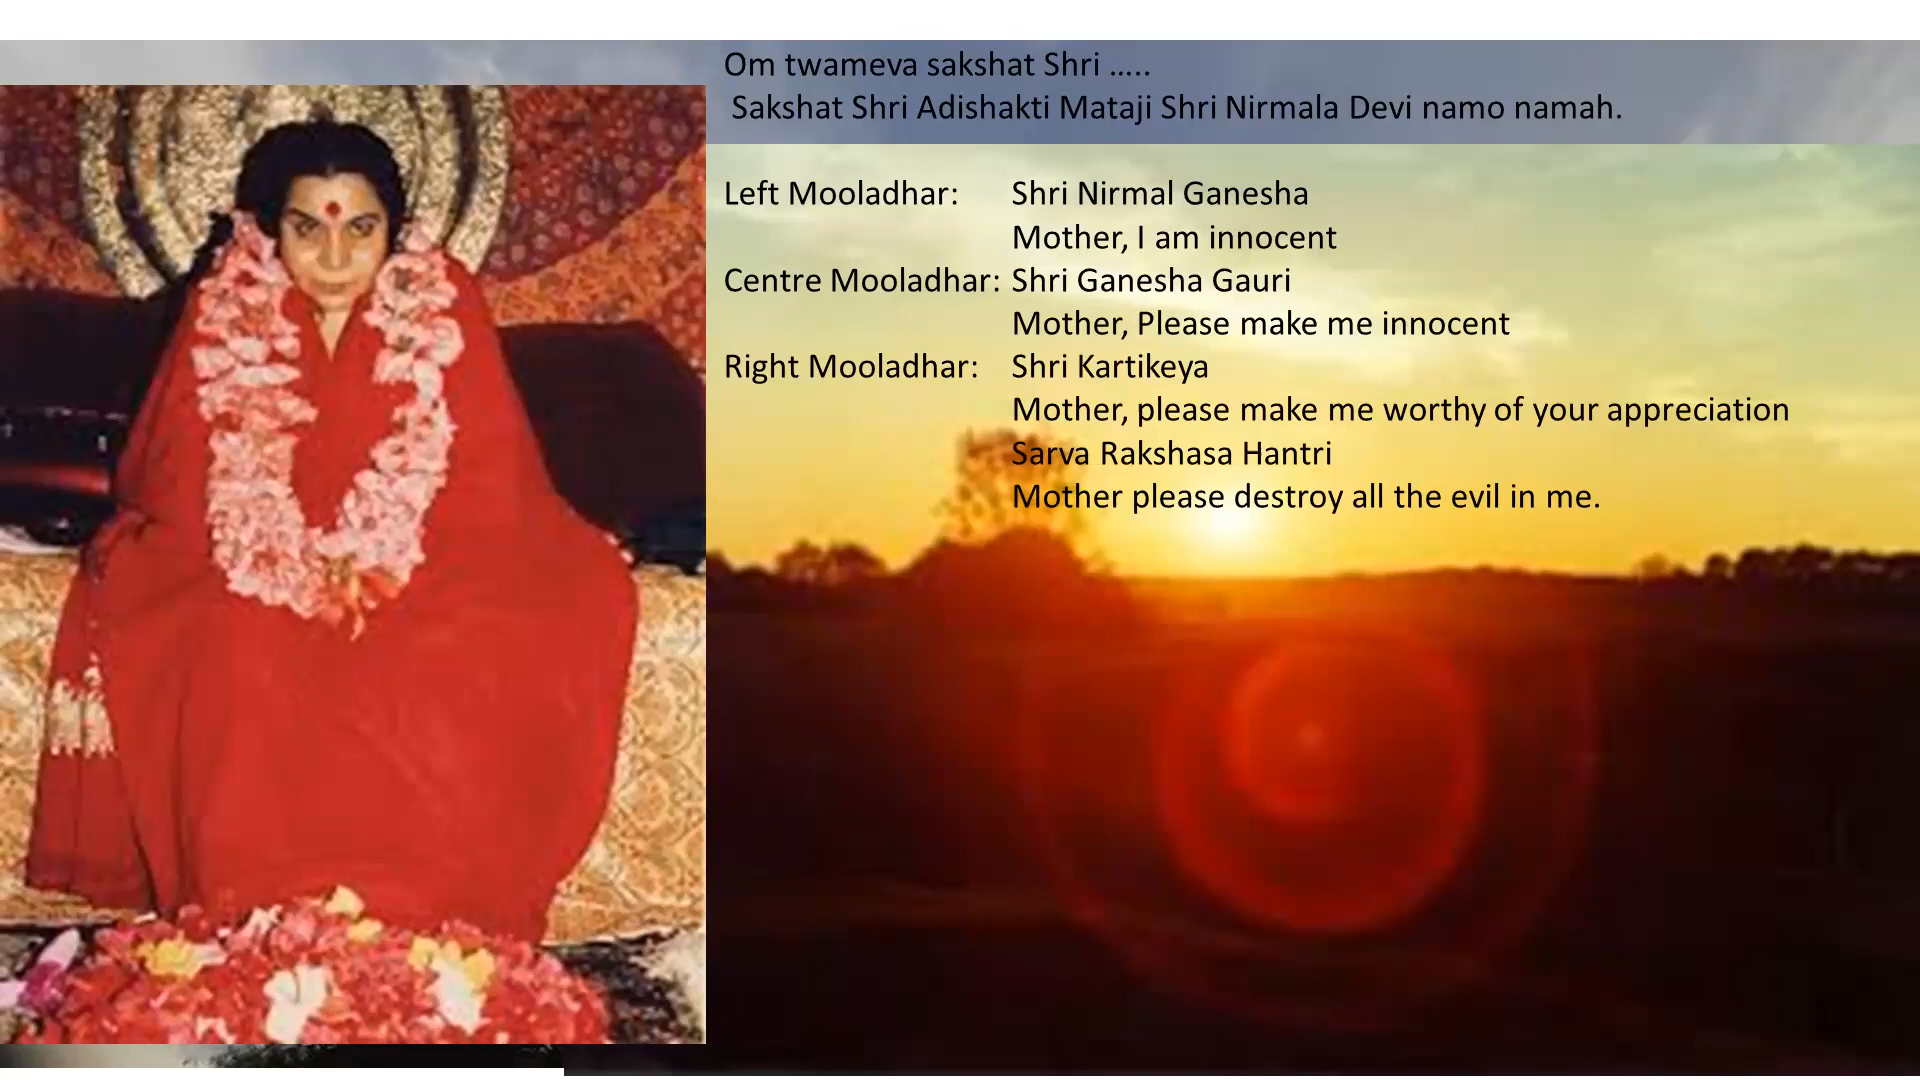 Om twameva sakshat Shri …..
Sakshat Shri Adishakti Mataji Shri Nirmala Devi namo namah.
Left Mooladhar: Shri Nirmal Ganesha
Mother, I am innocent
Centre Mooladhar: Shri Ganesha Gauri
Mother, Please make me innocent
Right Mooladhar: Shri Kartikeya
Mother, please make me worthy of your appreciation
Sarva Rakshasa Hantri
Mother please destroy all the evil in me.